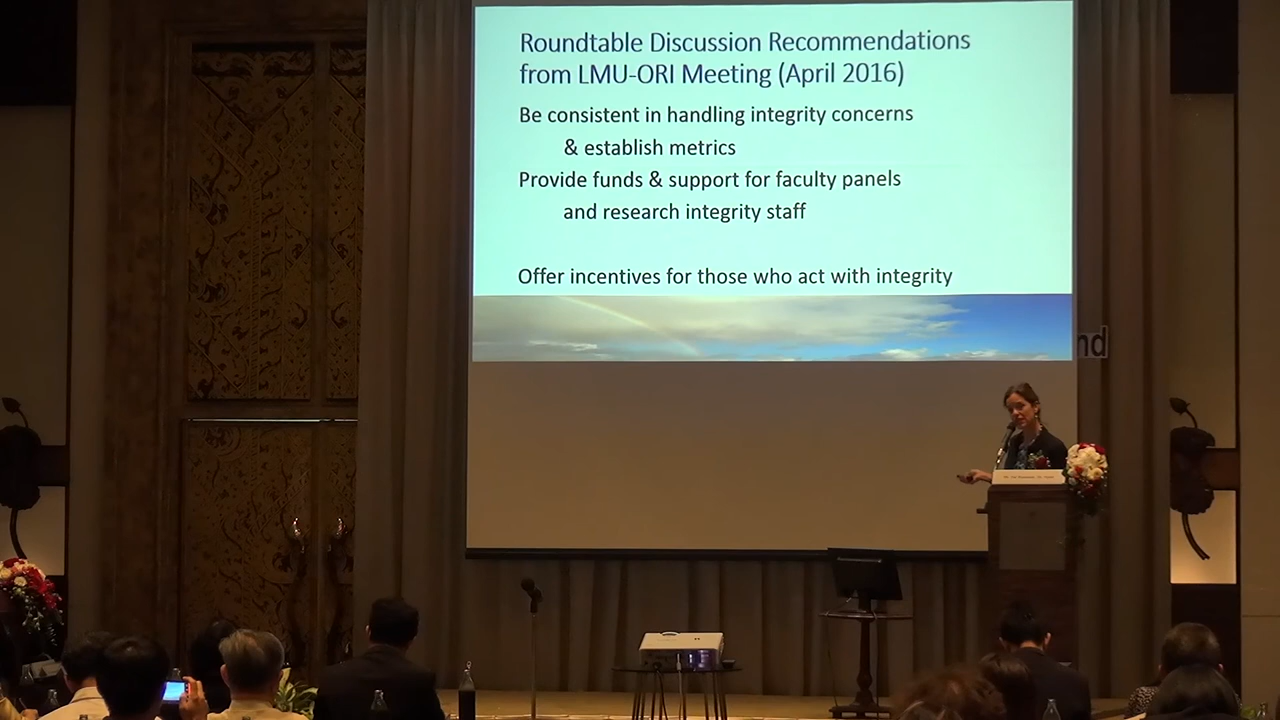 Roundtable Discussion Recommendations
from LMU-ORI Meeting (April 2016)
Be consistent in handling integrity concerns
& establish metrics
Provide funds & support for faculty panels
and research integrity staff
Offer incentives for those who act with integrity
nd